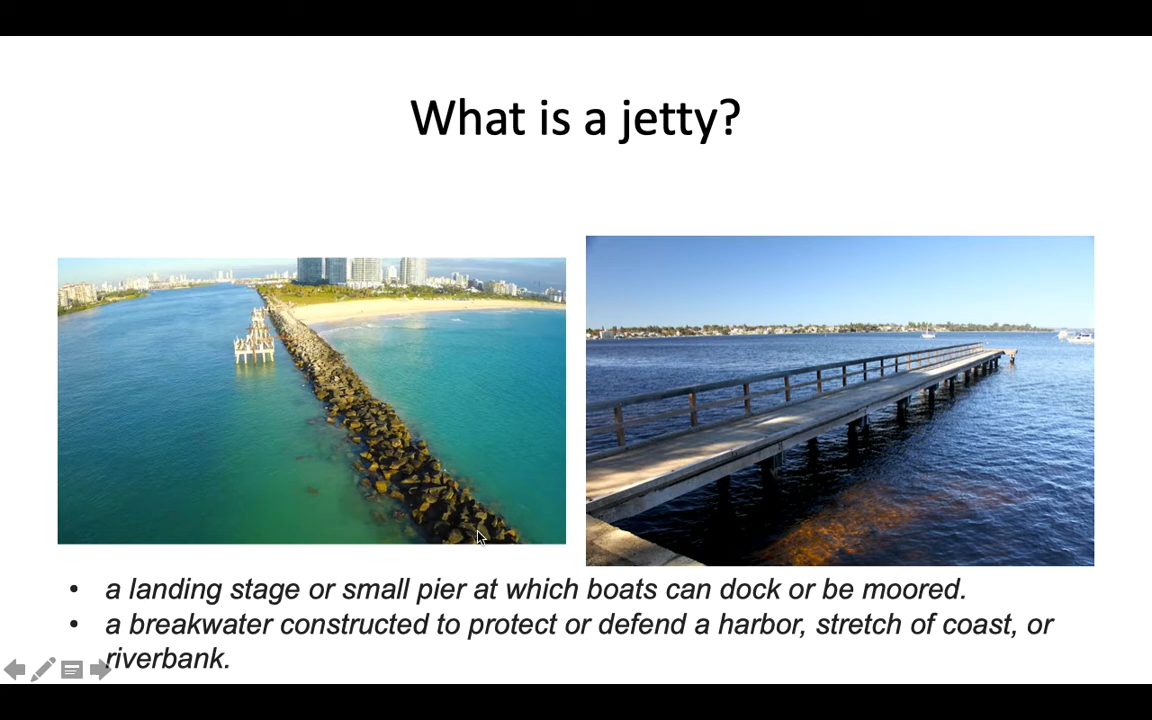 What is a jetty?
• a landing stage or small pier at which boats can dock or be moored.
• a breakwater constructed to protect or defend a harbor, stretch of coast, or
riverbank.